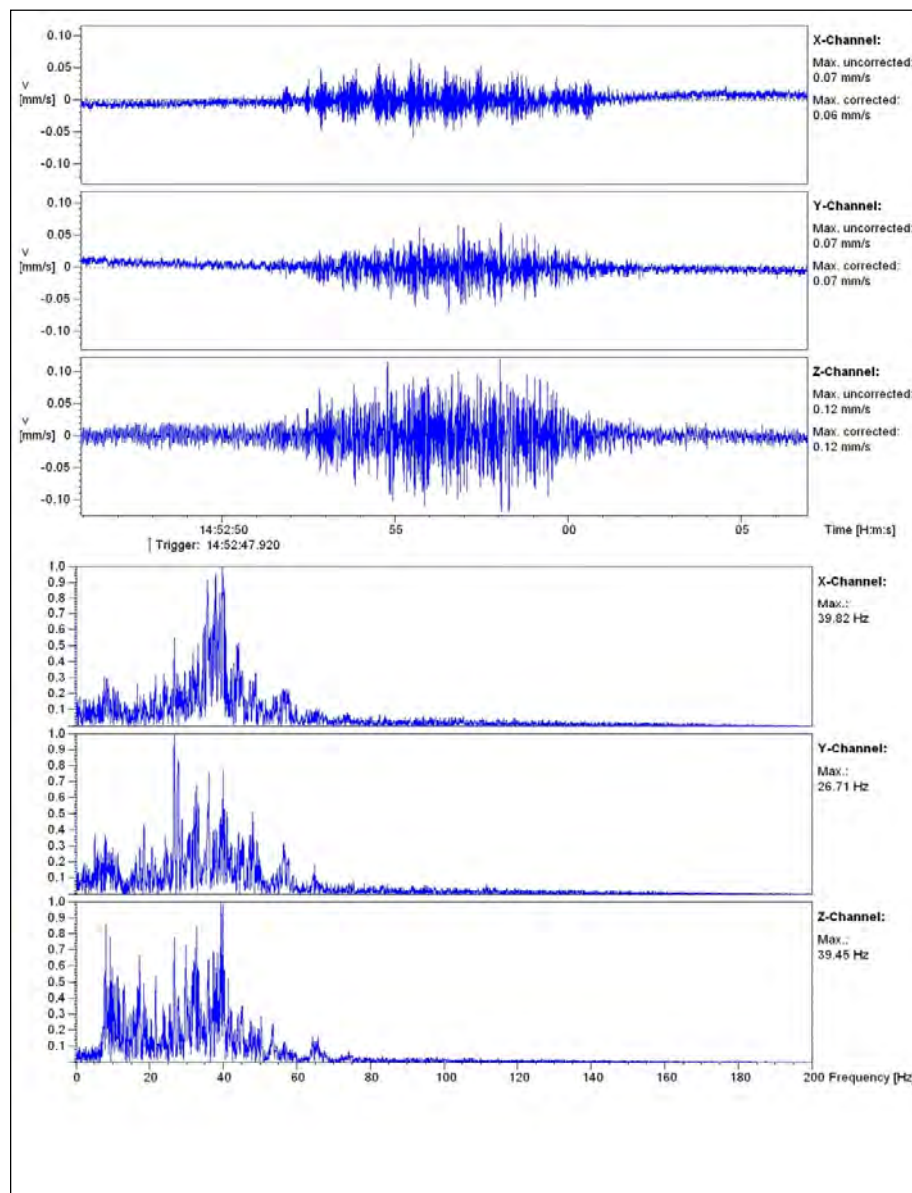 0.10
0.05
V
[mm/s] 0
-0.05
-0.10
X-Channel:
Max. uncorrected:
0.07 mm/s
Max. corrected:
0.06 mm/s
0.10
0.05
V
[mm/s] 0
-0.05
-0.10
Y-Channel:
Max. uncorrected:
0.07 mm/s
Max. corrected:
0.07 mm/s
0.10
0.05
V
[mm/s] 0
-0.05
-0.10
Z-Channel:
Max. uncorrected:
0.12 mm/s
Max. corrected:
0.12 mm/s
14:52:50 55 00 05 Time [H:m:s]
Trigger: 14:52:47.920
1.0
0.9
0.8
0.7
0.6
0.5
0.4
0.3
0.2
0.1
X-Channel:
Max.:
39.82 Hz
1.0
0.9
0.8
0.7
0.6
0.5
0.4
0.3
0.2
0.1
Y-Channel:
Max.:
26.71 Hz
1.0
0.9
0.8
0.7
0.6
0.5
0.4
0.3
0.2
0.1
Z-Channel:
Max.:
39.45 Hz
0 20 40 60 80 100 120 140 160 180 200 Frequency [Hz